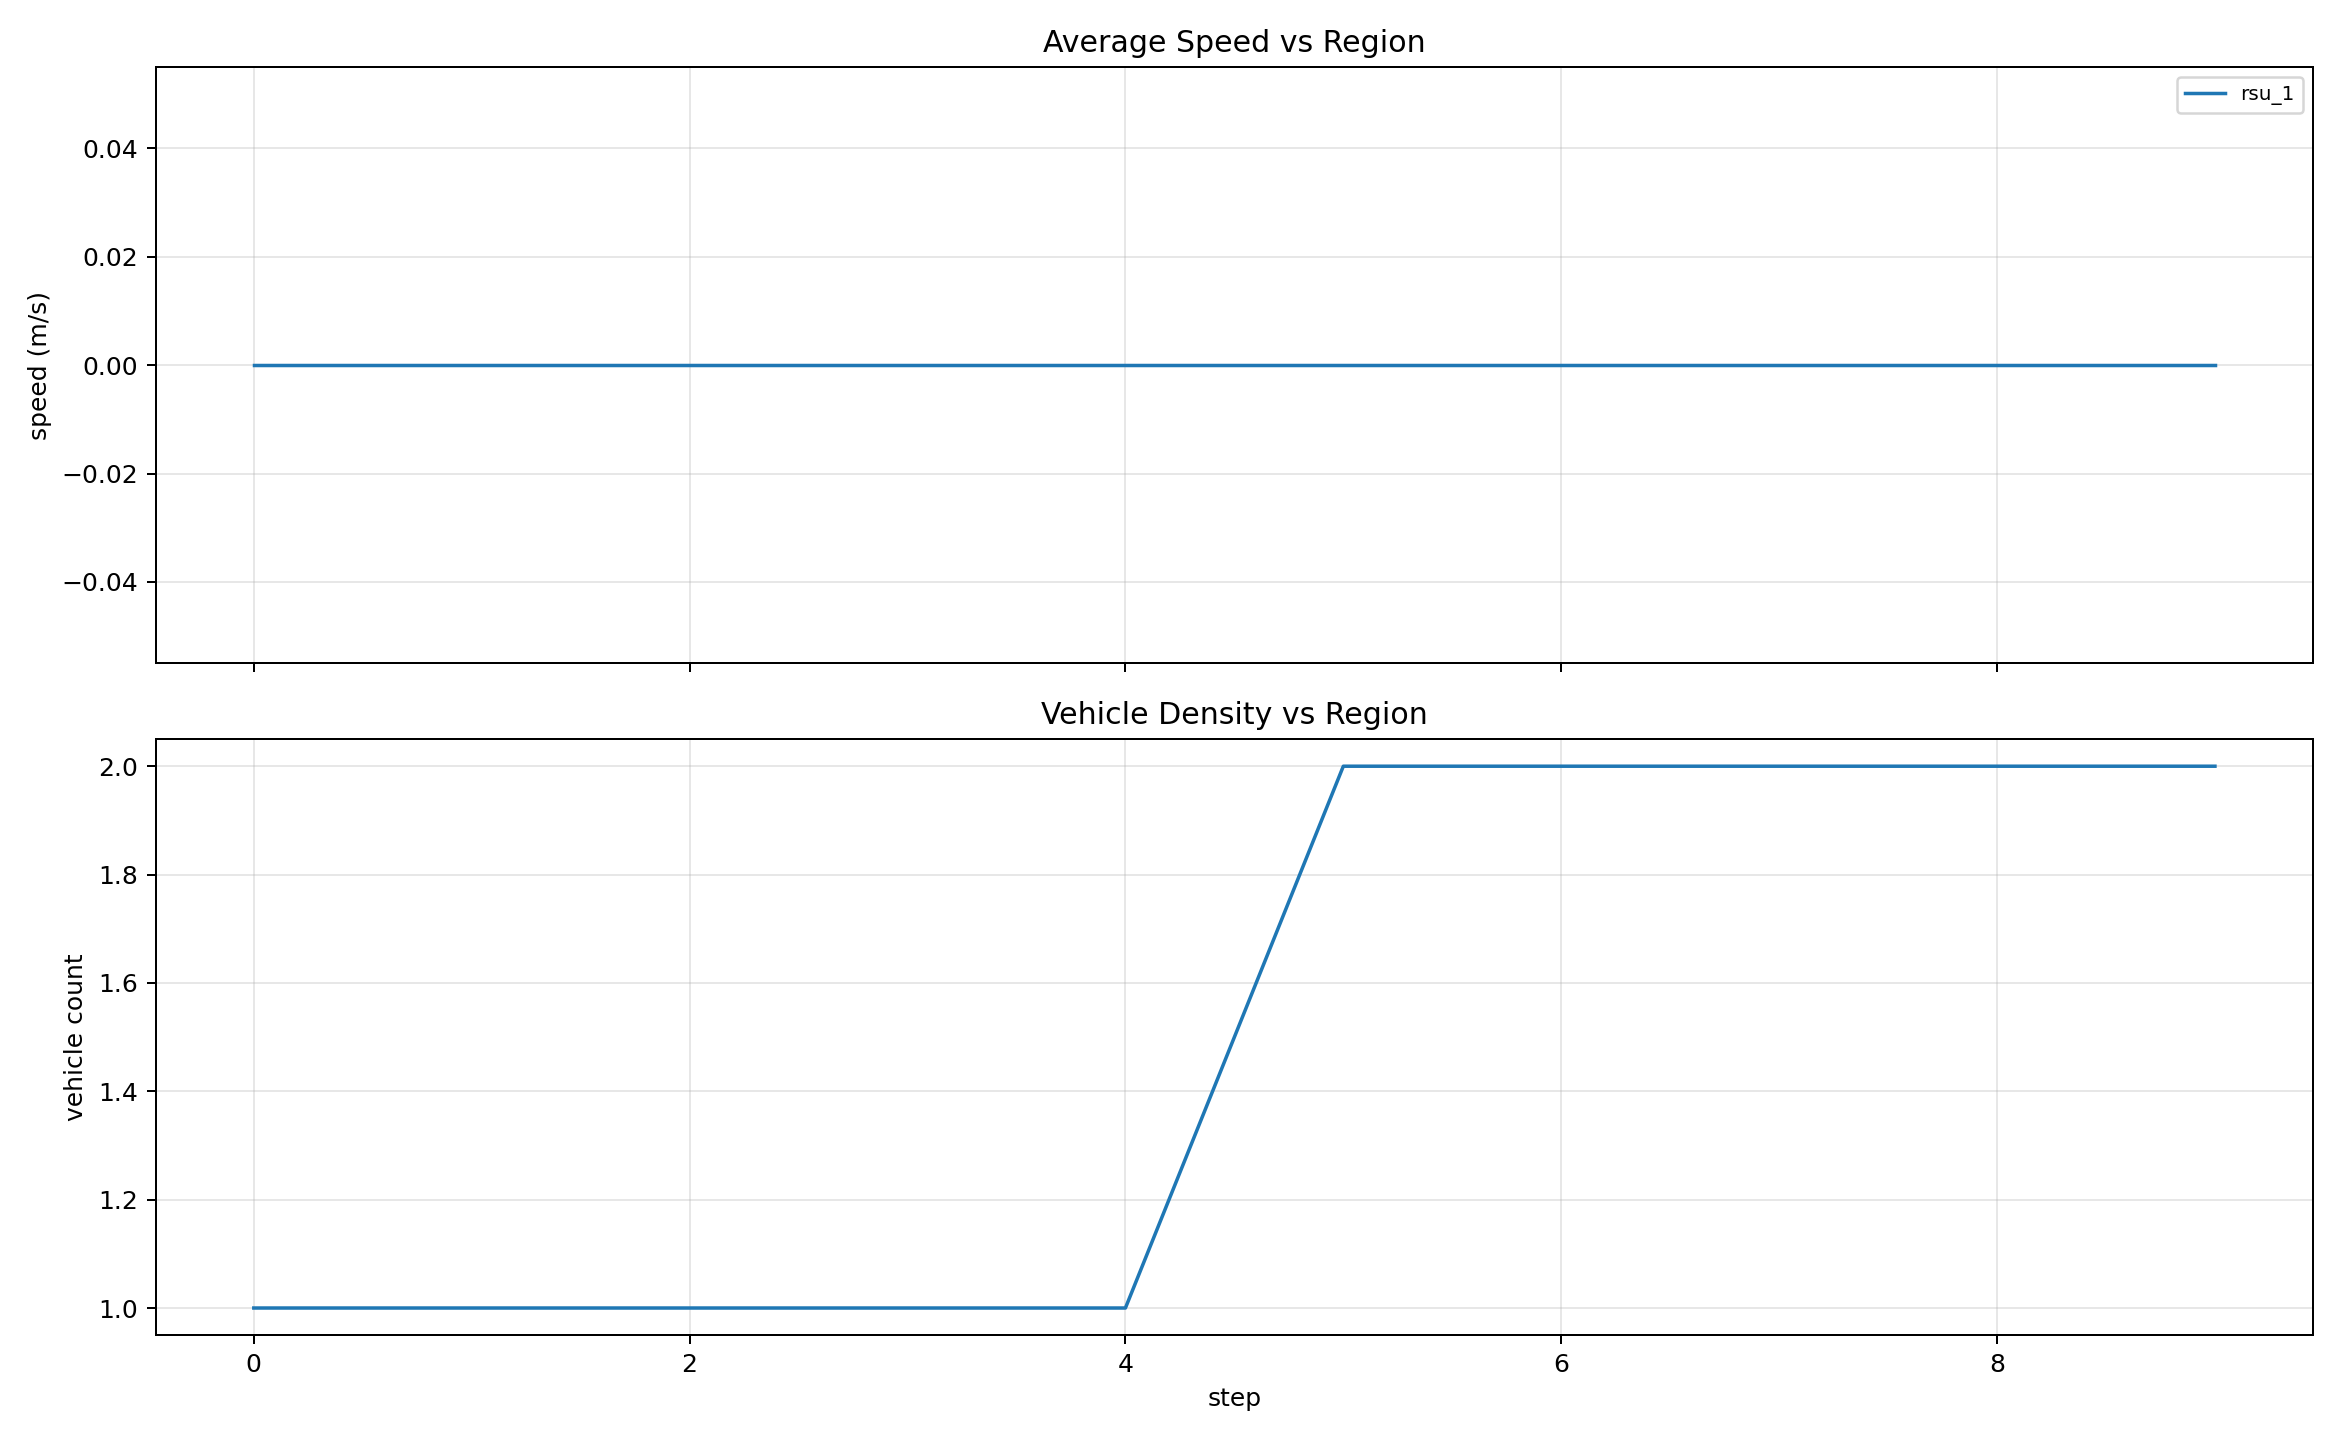 Average Speed vs Region
rsu_1
0.04
0.02
0.00
−0.02
−0.04
speed (m/s)
Vehicle Density vs Region
2.0
1.8
1.6
1.4
1.2
1.0
vehicle count
0 2 4 6 8
step